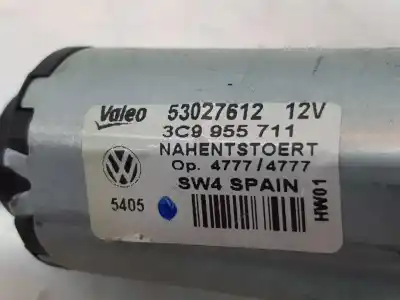 Valeo 53027612 12V
3C9 955 711
NAHENTSTOERT
Op. 4777/4777
SW4 SPAIN
5405
HW01